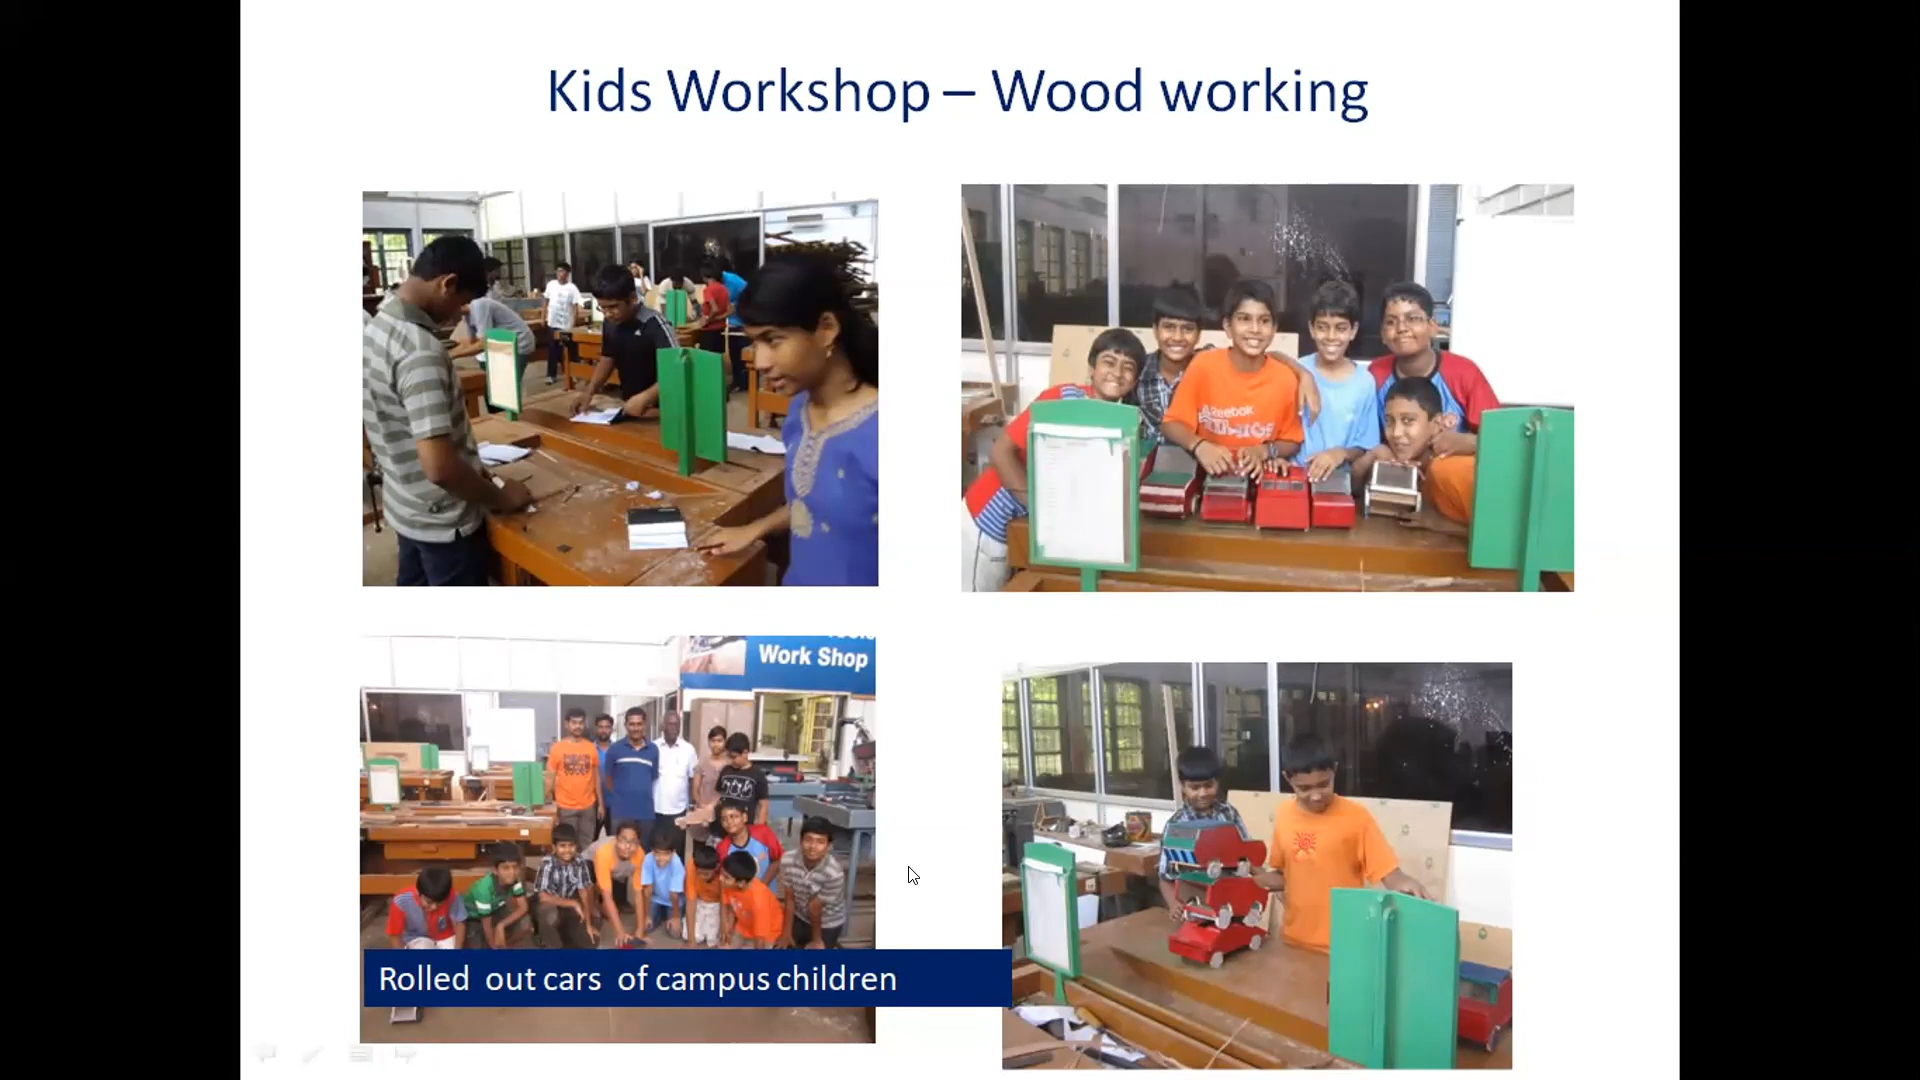 Kids Workshop – Wood working
Reebok
Work Shop
Rolled out cars of campus children